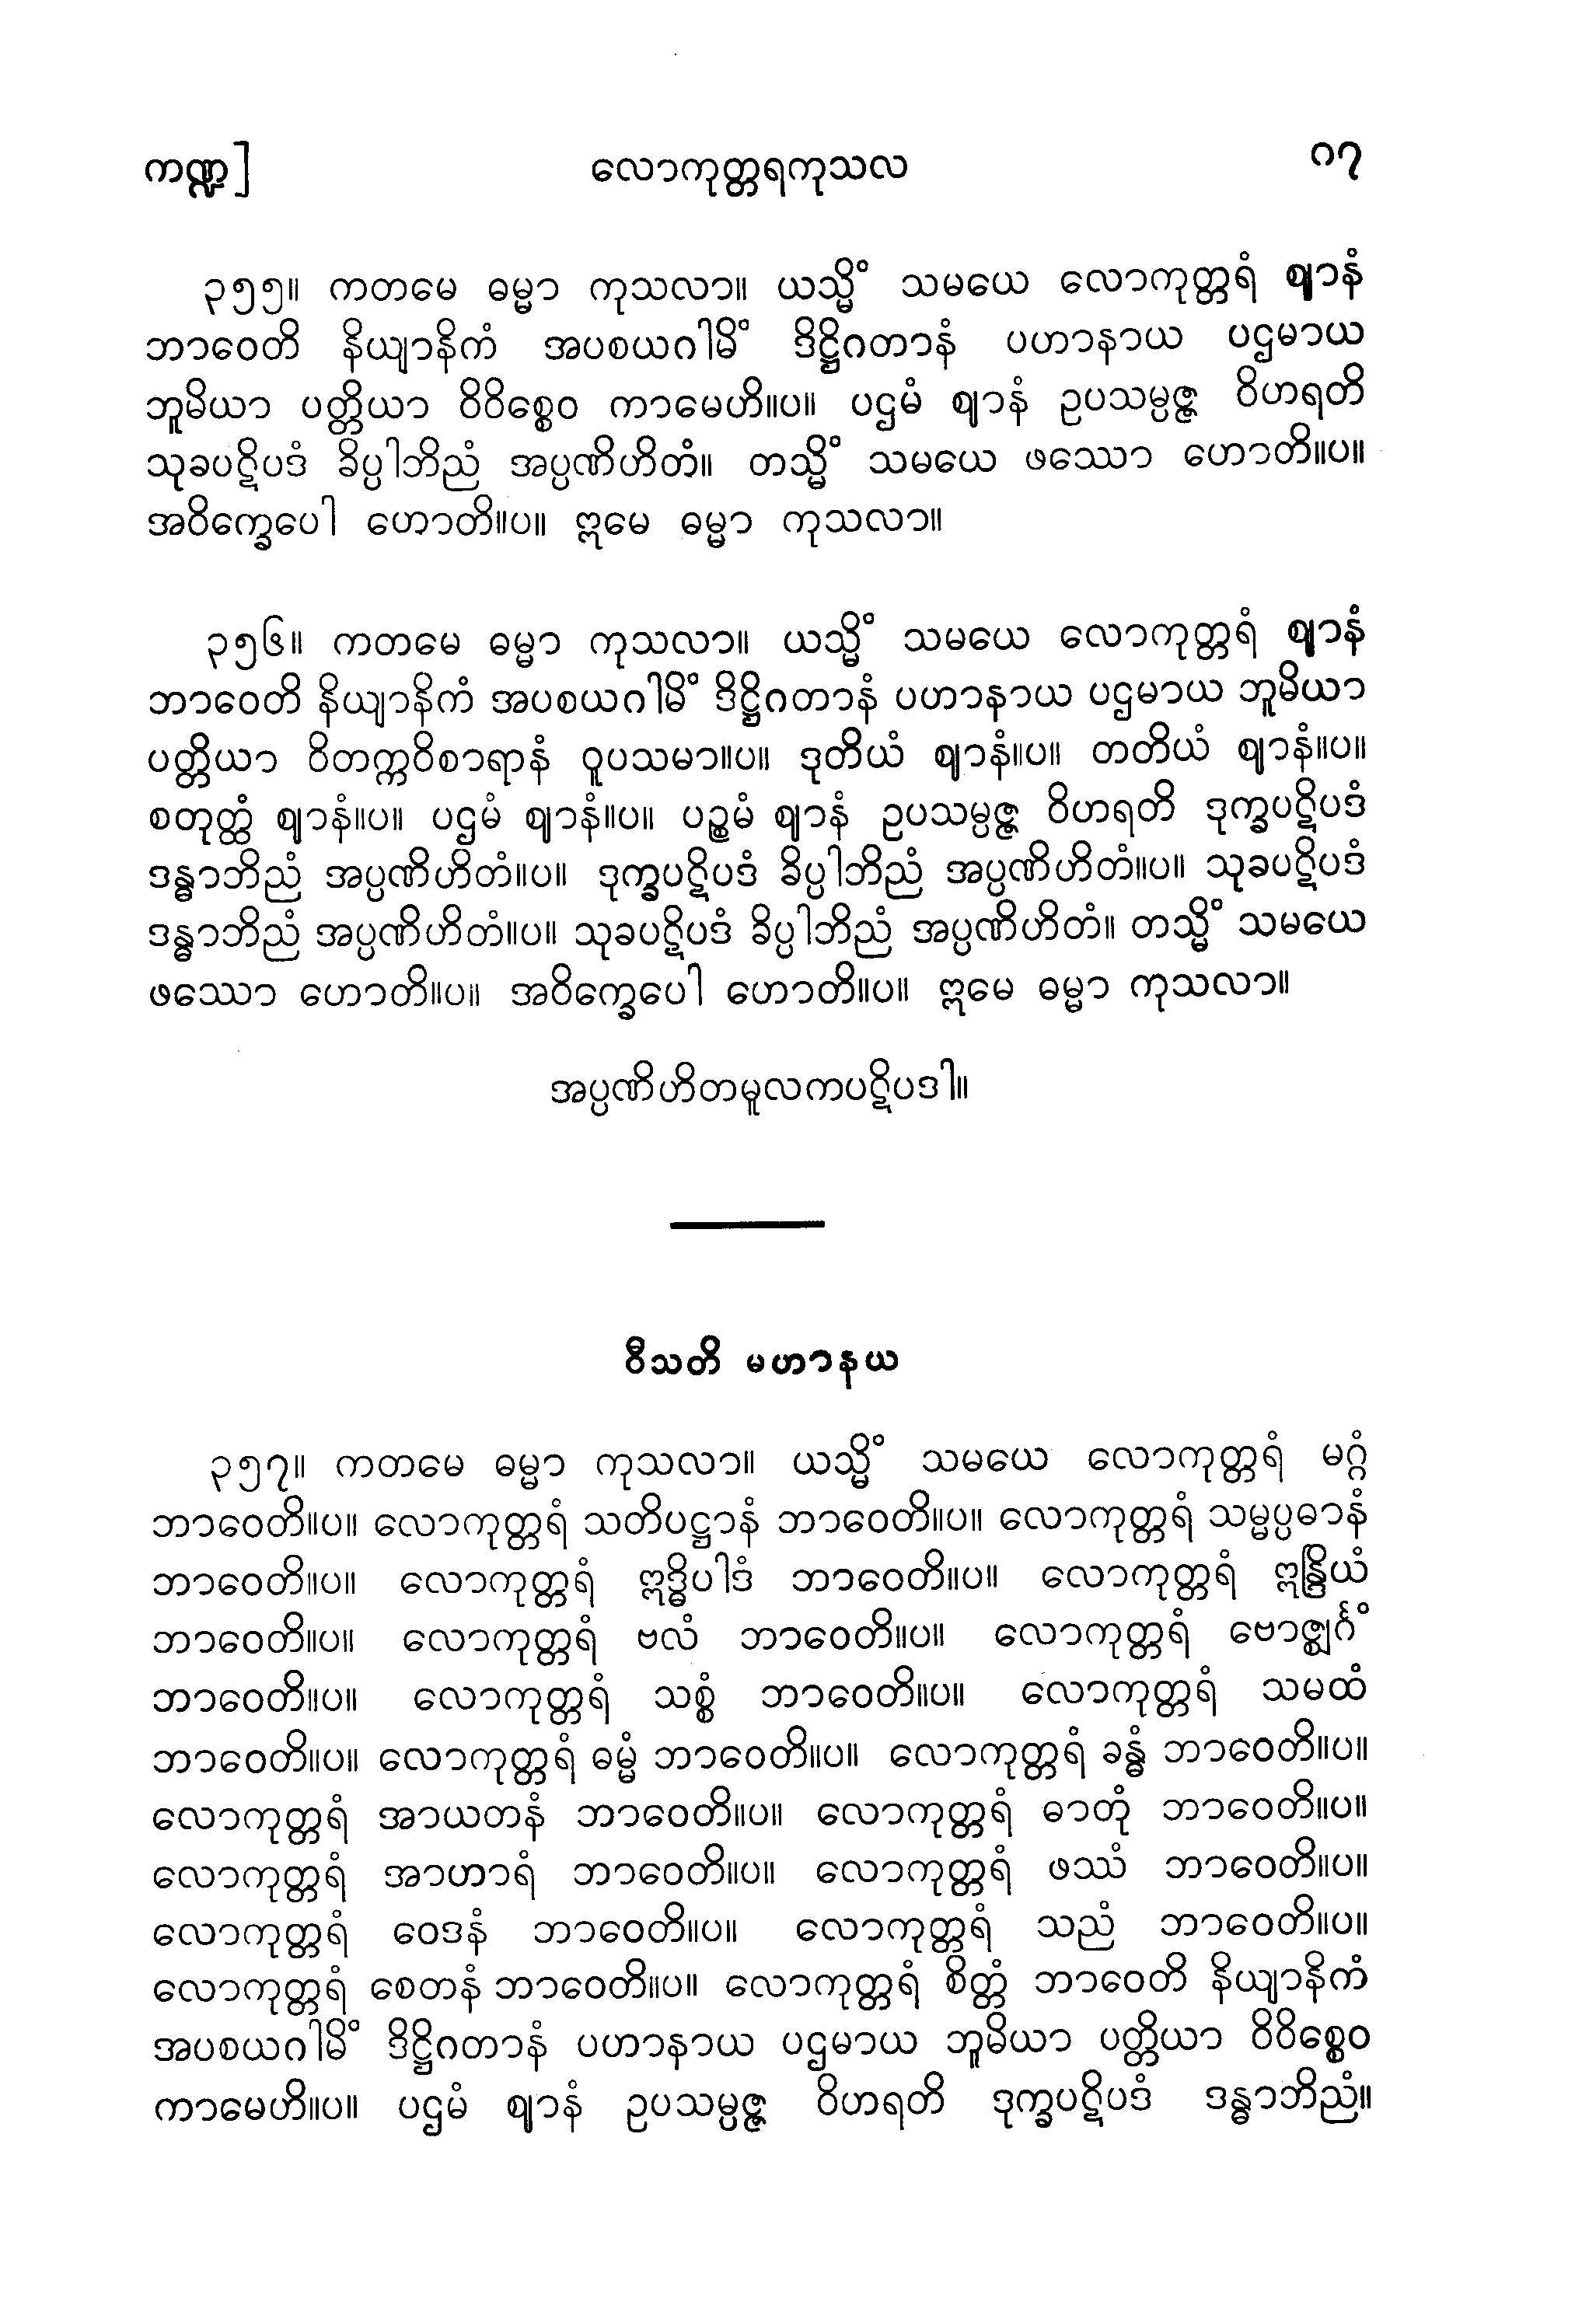 ကဏ္ဍ]
လောကုတ္တရကုသလ
၈၇
၃၅၅။ ကတမေ ဓမ္မာ ကုသလာ။ ယသ္မိံ သမယေ လောကုတ္တရံ ဈာနံ
ဘာဝေတိ နိယျာနိကံ အပစယဂါမိံ ဒိဋ္ဌိဂတာနံ ပဟာနာယ ပဌမာယ
ဘူမိယာ ပတ္တိယာ ဝိဝိစ္စေဝ ကာမေဟိ။ပ။ ပဌမံ ဈာနံ ဥပသမ္ပဇ္ဇ ဝိဟရတိ
သုခပဋိပဒံ ခိပ္ပါဘိညံ အပ္ပဏိဟိတံ။ တသ္မိံ သမယေ ဖဿော ဟောတိ။ပ။
အဝိက္ခေပေါ ဟောတိ။ပ။ ဣမေ ဓမ္မာ ကုသလာ။
၃၅၆။ ကတမေ ဓမ္မာ ကုသလာ။ ယသ္မိံ သမယေ လောကုတ္တရံ ဈာနံ
ဘာဝေတိ နိယျာနိကံ အပစယဂါမိံ ဒိဋ္ဌိဂတာနံ ပဟာနာယ ပဌမာယ ဘူမိယာ
ပတ္တိယာ ဝိတက္ကဝိစာရာနံ ဝူပသမာ။ပ။ ဒုတိယံ ဈာနံ။ပ။ တတိယံ ဈာနံ။ပ။
စတုတ္ထံ ဈာနံ။ပ။ ပဌမံ ဈာနံ။ပ။ ပဉ္စမံ ဈာနံ ဥပသမ္ပဇ္ဇ ဝိဟရတိ ဒုက္ခပဋိပဒံ
ဒန္ဓာဘိညံ အပ္ပဏိဟိတံ။ပ။ ဒုက္ခပဋိပဒံ ခိပ္ပါဘိညံ အပ္ပဏိဟိတံ။ပ။ သုခပဋိပဒံ
ဒန္ဓာဘိညံ အပ္ပဏိဟိတံ။ပ။ သုခပဋိပဒံ ခိပ္ပါဘိညံ အပ္ပဏိဟိတံ။ တသ္မိံ သမယေ
ဖဿော ဟောတိ။ပ။ အဝိက္ခေပေါ ဟောတိ။ပ။ ဣမေ ဓမ္မာ ကုသလာ။
အပ္ပဏိဟိတမူလကပဋိပဒါ။
ဝီသတိ မဟာနယ
၃၅၇။ ကတမေ ဓမ္မာ ကုသလာ။ ယသ္မိံ သမယေ လောကုတ္တရံ မဂ္ဂံ
ဘာဝေတိ။ပ။ လောကုတ္တရံ သတိပဋ္ဌာနံ ဘာဝေတိ။ပ။ လောကုတ္တရံ သမ္မပ္ပဓာနံ
ဘာဝေတိ။ပ။ လောကုတ္တရံ ဣဒ္ဓိပါဒံ ဘာဝေတိ။ပ။ လောကုတ္တရံ ဣန္ဒြိယံ
ဘာဝေတိ။ပ။ လောကုတ္တရံ ဗလံ ဘာဝေတိ။ပ။ လောကုတ္တရံ ဗောဇ္ဈင်္ဂံ
ဘာဝေတိ။ပ။ လောကုတ္တရံ သစ္စံ ဘာဝေတိ။ပ။ လောကုတ္တရံ သမထံ
ဘာဝေတိ။ပ။ လောကုတ္တရံ ဓမ္မံ ဘာဝေတိ။ပ။ လောကုတ္တရံ ခန္ဓံ ဘာဝေတိ။ပ။
လောကုတ္တရံ အာယတနံ ဘာဝေတိ။ပ။ လောကုတ္တရံ ဓာတုံ ဘာဝေတိ။ပ။
လောကုတ္တရံ အာဟာရံ ဘာဝေတိ။ပ။ လောကုတ္တရံ ဖဿံ ဘာဝေတိ။ပ။
လောကုတ္တရံ ဝေဒနံ ဘာဝေတိ။ပ။ လောကုတ္တရံ သညံ ဘာဝေတိ။ပ။
လောကုတ္တရံ စေတနံ ဘာဝေတိ။ပ။ လောကုတ္တရံ စိတ္တံ ဘာဝေတိ နိယျာနိကံ
အပစယဂါမိံ ဒိဋ္ဌိဂတာနံ ပဟာနာယ ပဌမာယ ဘူမိယာ ပတ္တိယာ ဝိဝိစ္စေဝ
ကာမေဟိ။ပ။ ပဌမံ ဈာနံ ဥပသမ္ပဇ္ဇ ဝိဟရတိ ဒုက္ခပဋိပဒံ ဒန္ဓာဘိညံ။